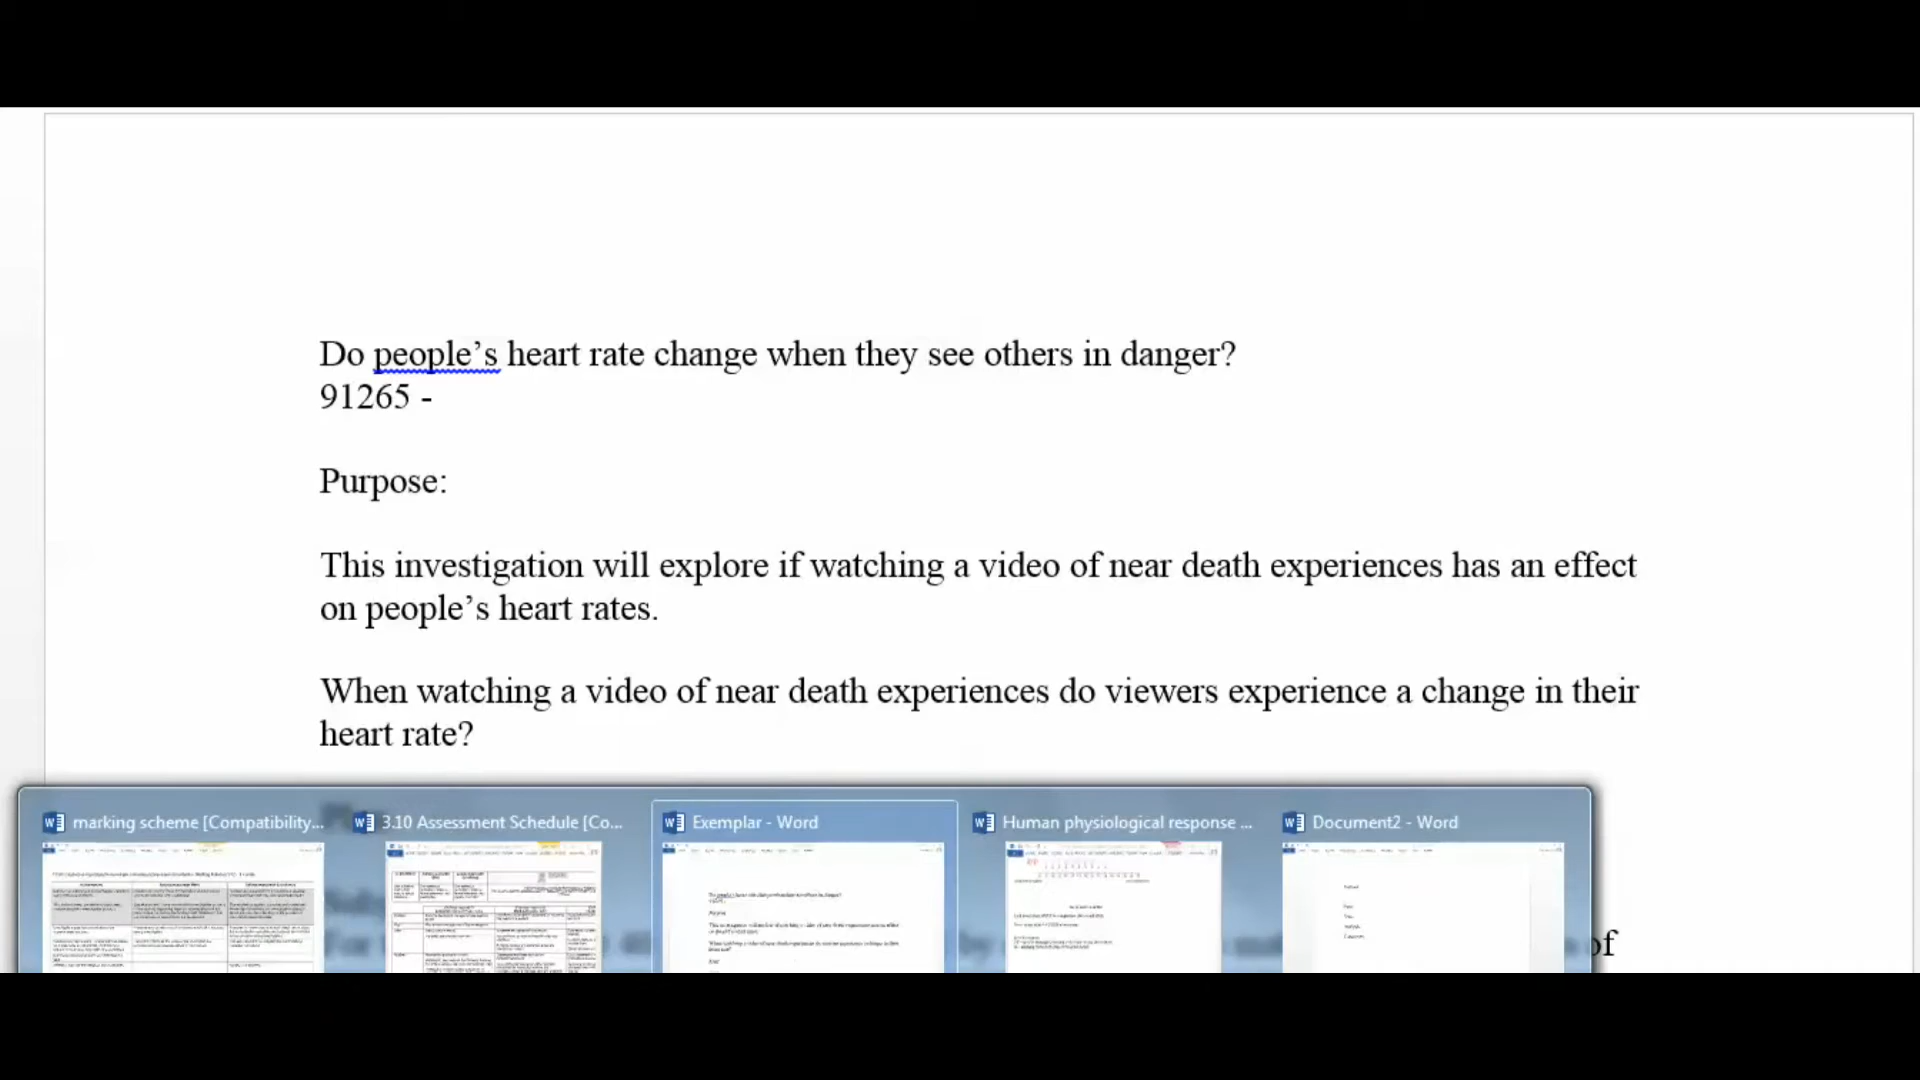 Do people’s heart rate change when they see others in danger?
91265 -
Purpose:
This investigation will explore if watching a video of near death experiences has an effect
on people’s heart rates.
When watching a video of near death experiences do viewers experience a change in their
heart rate?
of
marking scheme [Compatibility...
3.10 Assessment Schedule [Co...
Exemplar - Word
Human physiological response ...
Document2 - Word